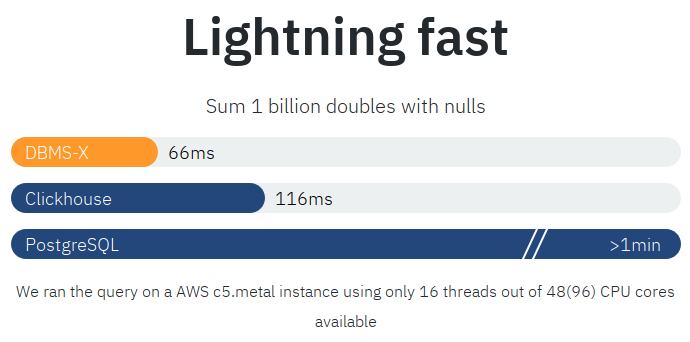 Lightning fast
Sum 1 billion doubles with nulls
DBMS-X 66ms
Clickhouse 116ms
PostgreSQL >1min
We ran the query on a AWS c5.metal instance using only 16 threads out of 48(96) CPU cores
available